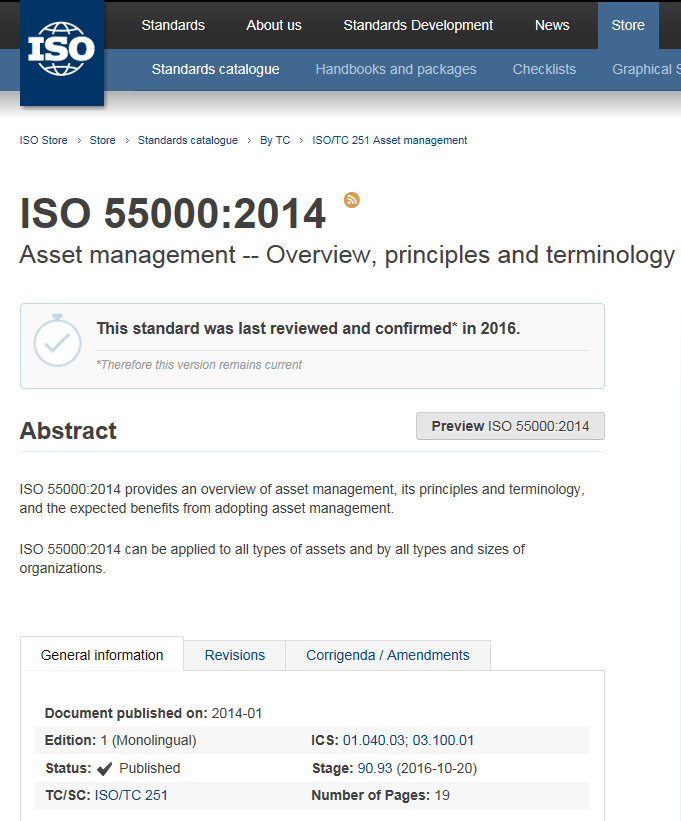 ISO
Standards About us Standards Development News Store
Standards catalogue Handbooks and packages Checklists Graphical S
ISO Store > Store > Standards catalogue > By TC > ISO/TC 251 Asset management
ISO 55000:2014
Asset management -- Overview, principles and terminology
This standard was last reviewed and confirmed* in 2016.
*Therefore this version remains current
Abstract
Preview ISO 55000:2014
ISO 55000:2014 provides an overview of asset management, its principles and terminology,
and the expected benefits from adopting asset management.
ISO 55000:2014 can be applied to all types of assets and by all types and sizes of
organizations.
General information Revisions Corrigenda / Amendments
Document published on: 2014-01
Edition: 1 (Monolingual) ICS: 01.040.03; 03.100.01
Status: ✔ Published Stage: 90.93 (2016-10-20)
TC/SC: ISO/TC 251 Number of Pages: 19